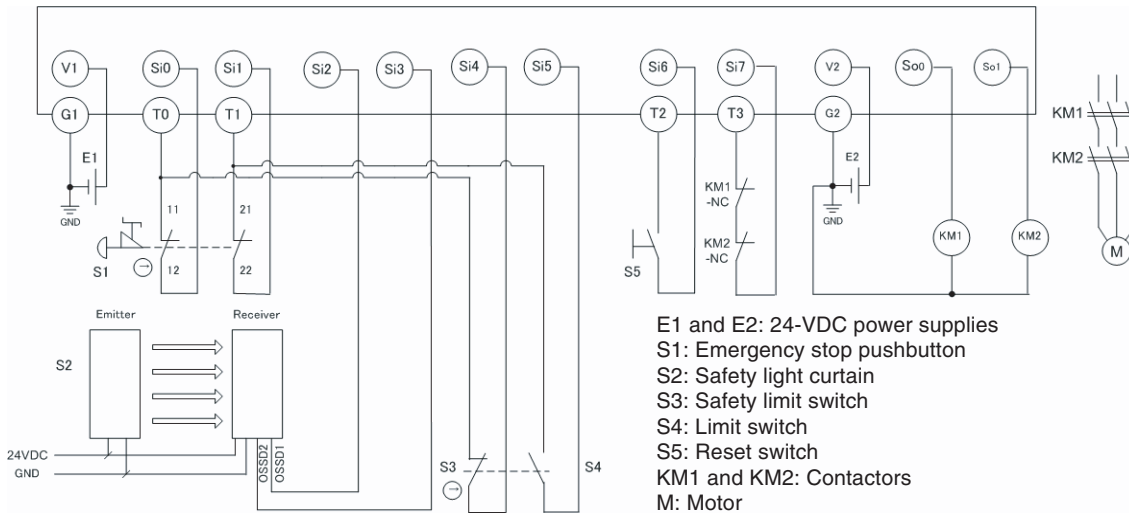 V1 Si0 Si1 Si2 Si3 Si4 Si5 Si6 Si7 V2 So0 So1
G1 T0 T1 T2 T3 G2
KM1
KM2
E1
E2
GND
GND
11 21
12 22
S1
KM1
-NC
KM2
-NC
S5
KM1
KM2
M
Emitter
Receiver
S2
24VDC
GND
OSSD2
OSSD1
S3
S4
E1 and E2: 24-VDC power supplies
S1: Emergency stop pushbutton
S2: Safety light curtain
S3: Safety limit switch
S4: Limit switch
S5: Reset switch
KM1 and KM2: Contactors
M: Motor